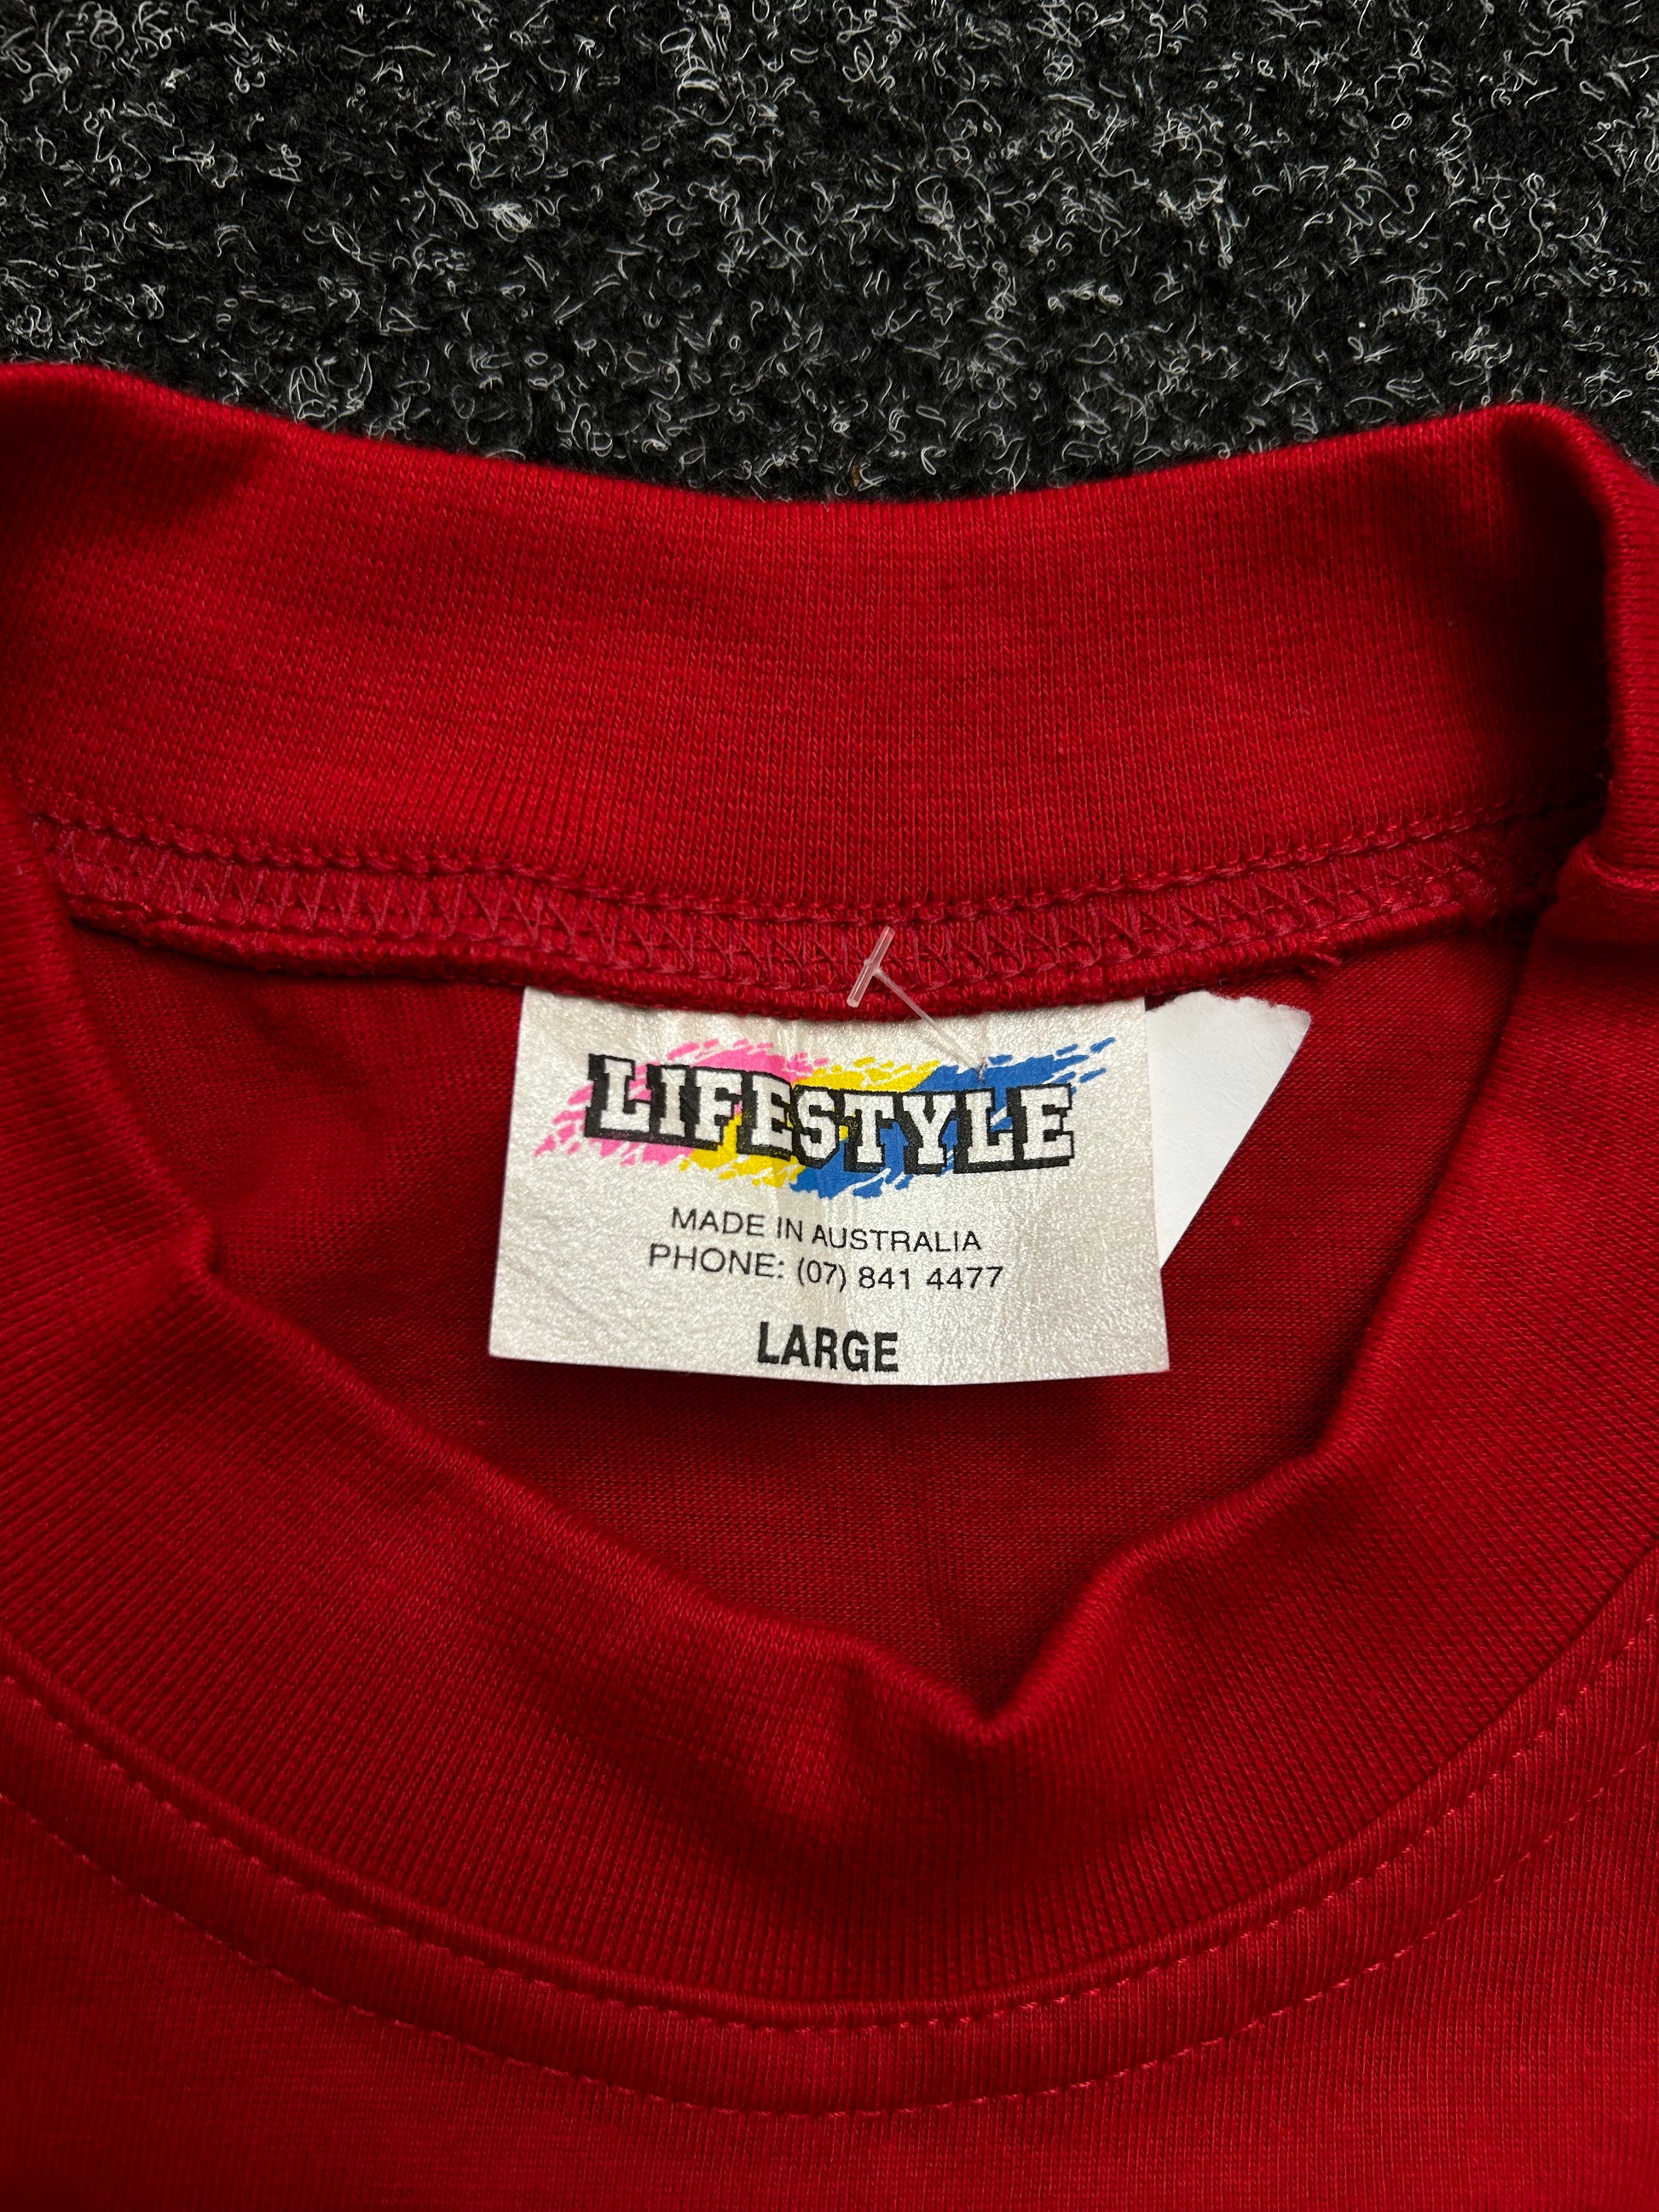 LIFESTYLE
MADE IN AUSTRALIA
PHONE: (07) 841 4477
LARGE